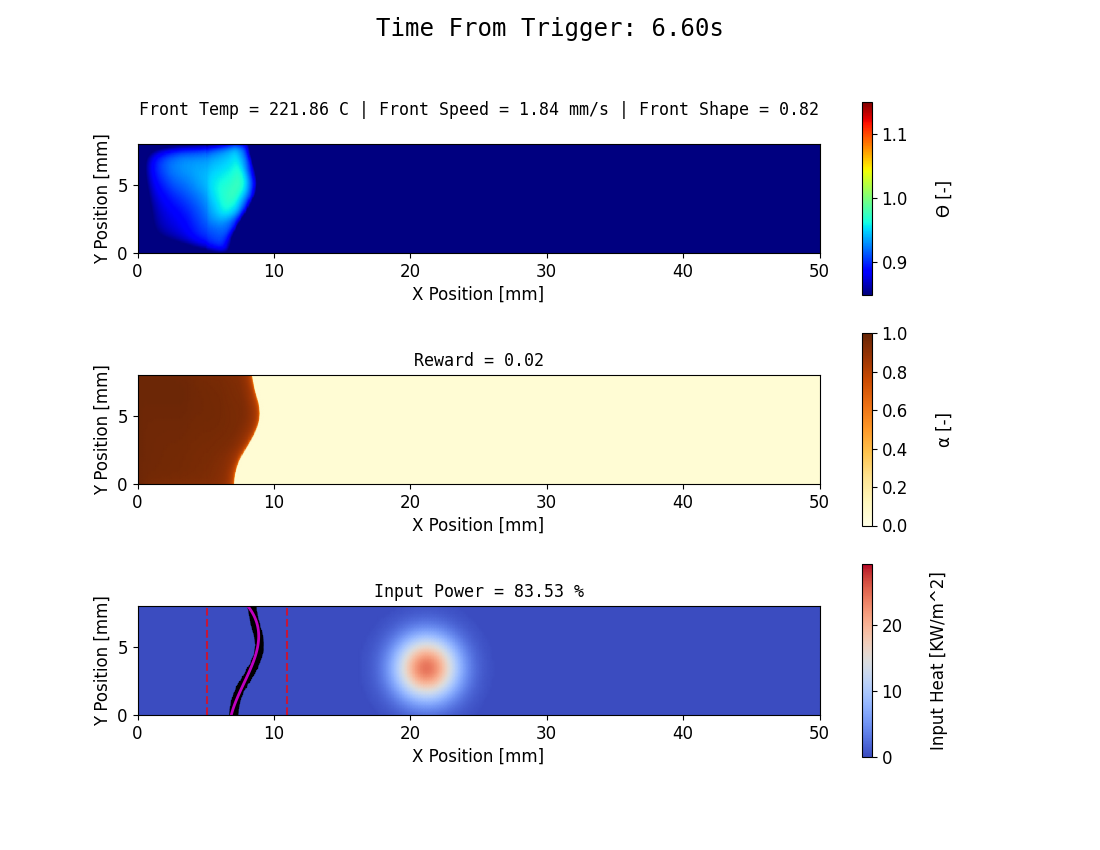 Time From Trigger: 6.60s
Front Temp = 221.86 C | Front Speed = 1.84 mm/s | Front Shape = 0.82
Y Position [mm]
5
0
0 10 20 30 40 50
X Position [mm]
1.1
1.0
0.9
Θ [-]
Reward = 0.02
Y Position [mm]
5
0
0 10 20 30 40 50
X Position [mm]
1.0
0.8
0.6
0.4
0.2
0.0
α [-]
Input Power = 83.53 %
Y Position [mm]
5
0
0 10 20 30 40 50
X Position [mm]
20
10
0
Input Heat [KW/m^2]